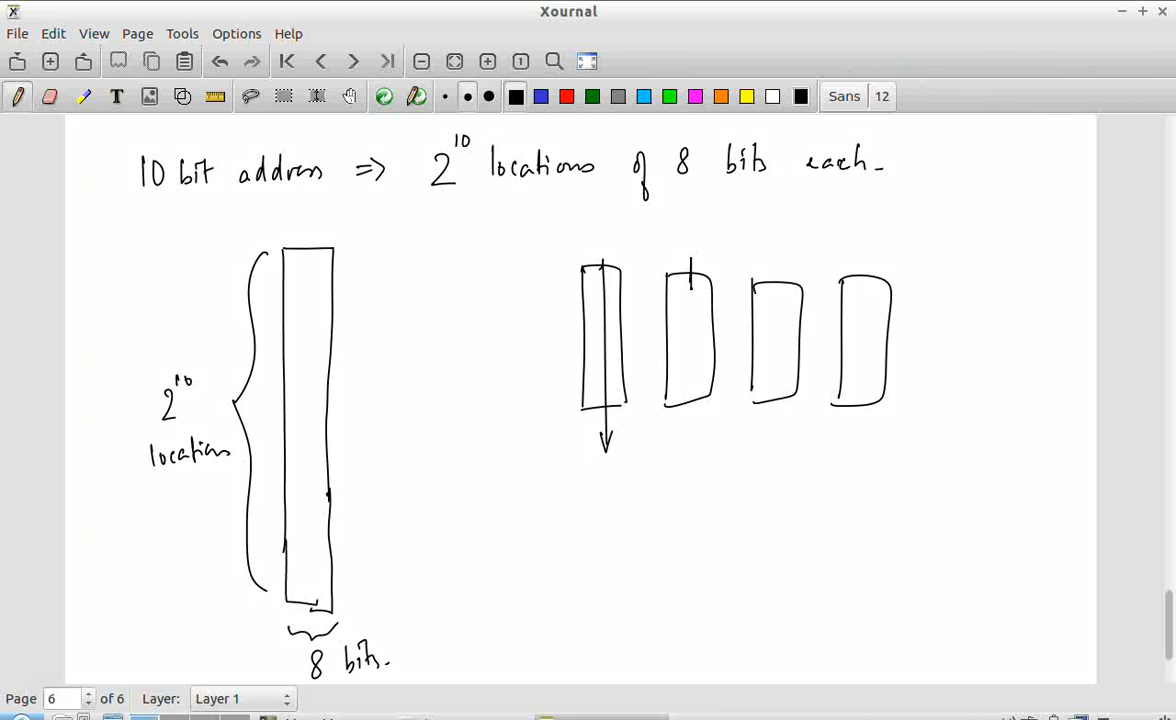 Xournal
File Edit View Page Tools Options Help
Sans 12
10 bit address => 2^10 locations of 8 bits each.
2^10
locations
8 bits.
Page 6 of 6 Layer: Layer 1